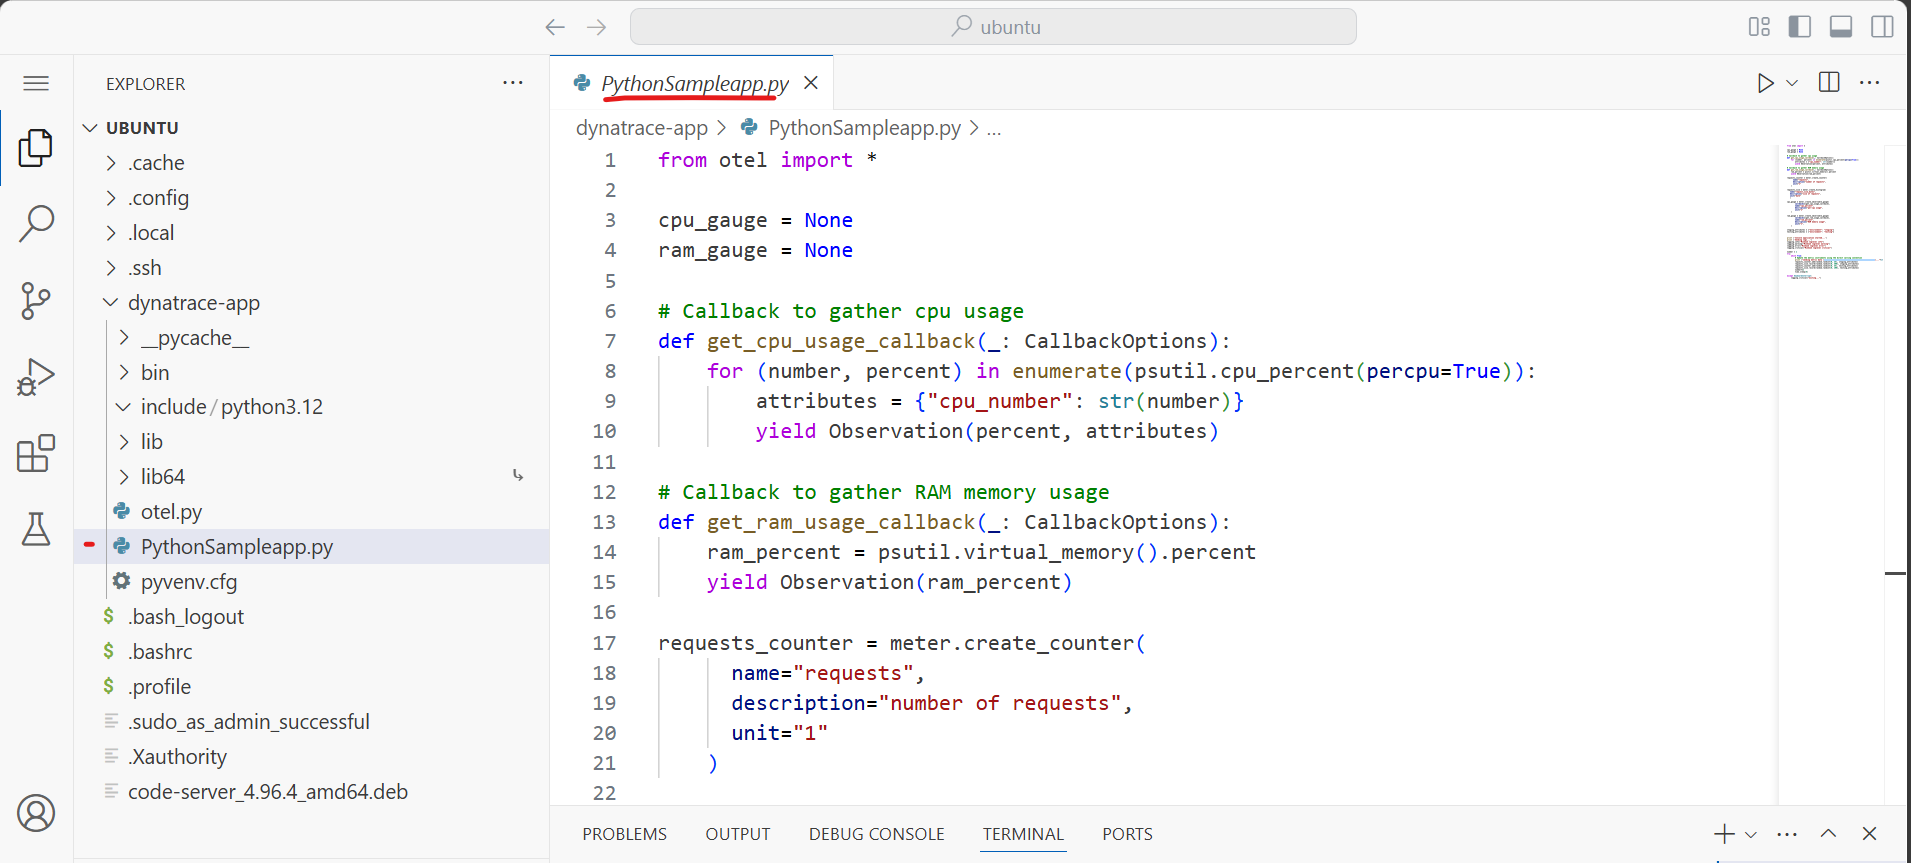 ubuntu
EXPLORER
UBUNTU
.cache
.config
.local
.ssh
dynatrace-app
__pycache__
bin
include/python3.12
lib
lib64
otel.py
PythonSampleapp.py
pyvenv.cfg
$ .bash_logout
$ .bashrc
$ .profile
.sudo_as_admin_successful
.Xauthority
code-server_4.96.4_amd64.deb
PythonSampleapp.py
dynatrace-app > PythonSampleapp.py > ...
1 from otel import *
2
3 cpu_gauge = None
4 ram_gauge = None
5
6 # Callback to gather cpu usage
7 def get_cpu_usage_callback(_: CallbackOptions):
8 for (number, percent) in enumerate(psutil.cpu_percent(percpu=True)):
9 attributes = {"cpu_number": str(number)}
10 yield Observation(percent, attributes)
11
12 # Callback to gather RAM memory usage
13 def get_ram_usage_callback(_: CallbackOptions):
14 ram_percent = psutil.virtual_memory().percent
15 yield Observation(ram_percent)
16
17 requests_counter = meter.create_counter(
18 name="requests",
19 description="number of requests",
20 unit="1"
21 )
22
PROBLEMS OUTPUT DEBUG CONSOLE TERMINAL PORTS